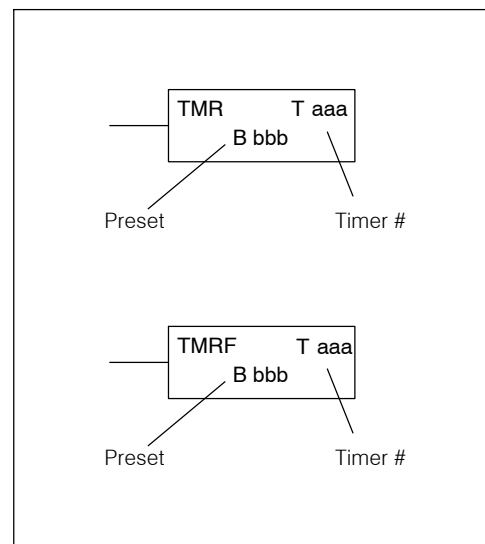 TMR T aaa
B bbb
Preset Timer #
TMRF T aaa
B bbb
Preset Timer #